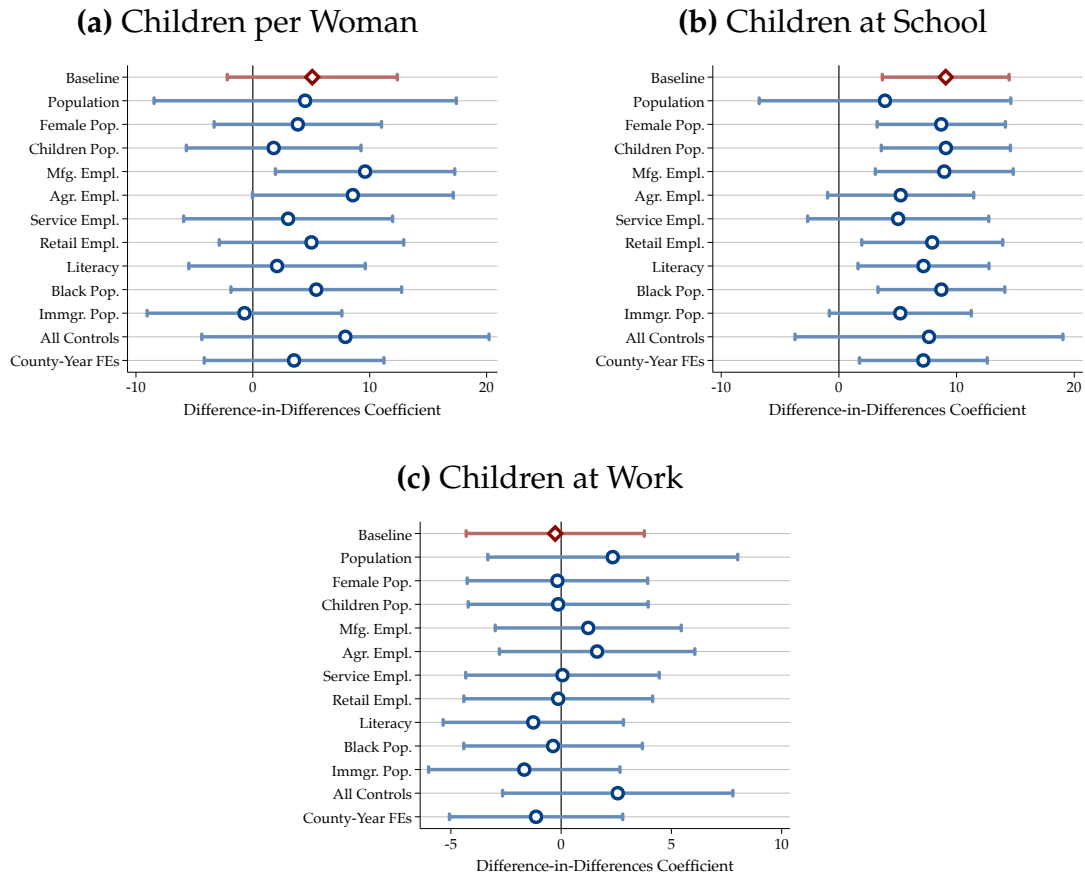 (a) Children per Woman
Baseline
Population
Female Pop.
Children Pop.
Mfg. Empl.
Agr. Empl.
Service Empl.
Retail Empl.
Literacy
Black Pop.
Immgr. Pop.
All Controls
County-Year FEs
-10 0 10 20
Difference-in-Differences Coefficient
(b) Children at School
Baseline
Population
Female Pop.
Children Pop.
Mfg. Empl.
Agr. Empl.
Service Empl.
Retail Empl.
Literacy
Black Pop.
Immgr. Pop.
All Controls
County-Year FEs
-10 0 10 20
Difference-in-Differences Coefficient
(c) Children at Work
Baseline
Population
Female Pop.
Children Pop.
Mfg. Empl.
Agr. Empl.
Service Empl.
Retail Empl.
Literacy
Black Pop.
Immgr. Pop.
All Controls
County-Year FEs
-5 0 5 10
Difference-in-Differences Coefficient